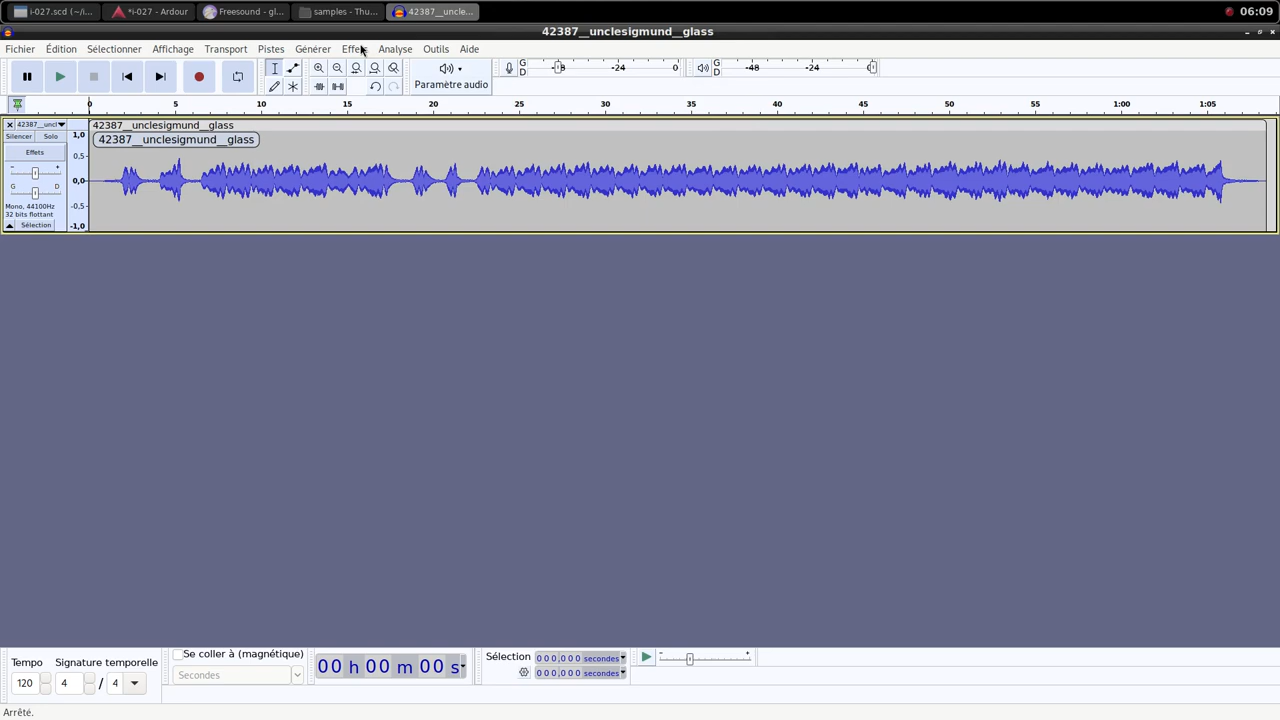 i-027.scd (~/i...
*i-027 - Ardour
Freesound - gl...
samples - Thu...
42387__uncle...
06:09
42387__unclesigmund__glass
Fichier
Édition
Sélectionner
Affichage
Transport
Pistes
Générer
Effets
Analyse
Outils
Aide
G
D
-24
0
Paramètre audio
G
D
-48
-24
0
5
10
15
20
25
30
35
40
45
50
55
1:00
1:05
42387__uncl
Silencer
Solo
Effets
-
+
G
D
Mono, 44100Hz
32 bits flottant
Sélection
1,0
0,5
0,0
-0,5
-1,0
42387__unclesigmund__glass
42387__unclesigmund__glass
Tempo
120
Signature temporelle
4
/
4
Se coller à (magnétique)
Secondes
00 h 00 m 00 s
Sélection
000,000 secondes
000,000 secondes
-
+
Arrêté.